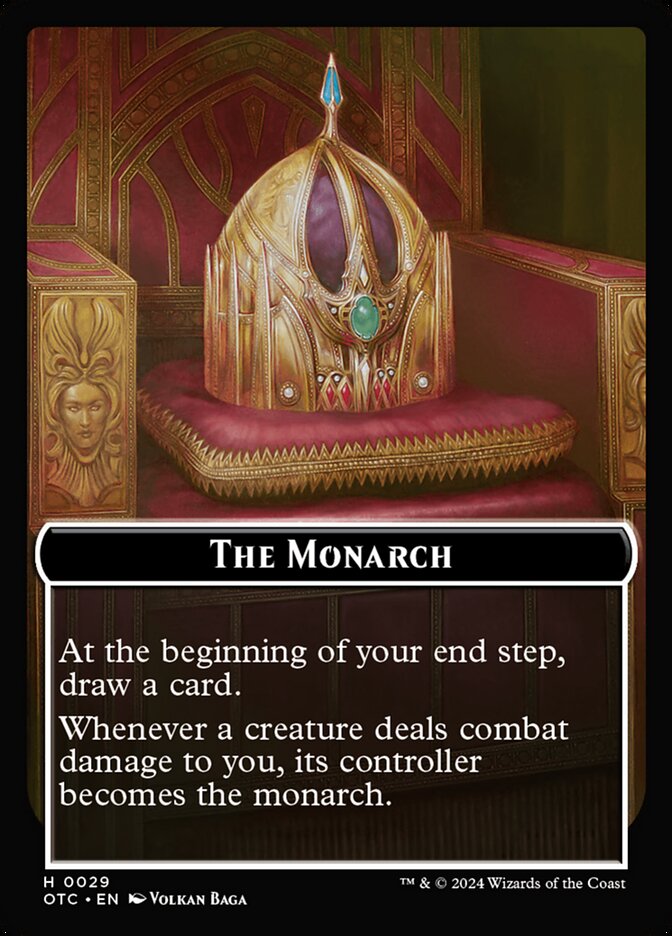 The Monarch
At the beginning of your end step,
draw a card.
Whenever a creature deals combat
damage to you, its controller
becomes the monarch.
H 0029
OTC • EN Volkan Baga
™ & © 2024 Wizards of the Coast